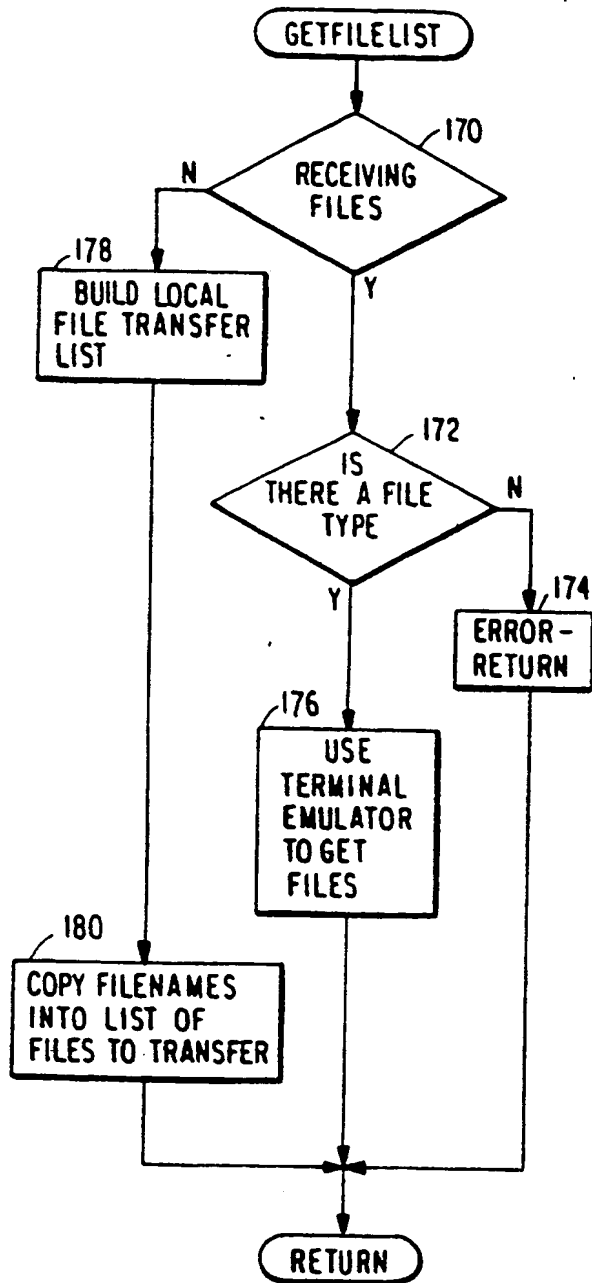 GETFILELIST
170
RECEIVING
FILES
N
Y
178
BUILD LOCAL
FILE TRANSFER
LIST
172
IS
THERE A FILE
TYPE
N
Y
174
ERROR-
RETURN
176
USE
TERMINAL
EMULATOR
TO GET
FILES
180
COPY FILENAMES
INTO LIST OF
FILES TO TRANSFER
RETURN